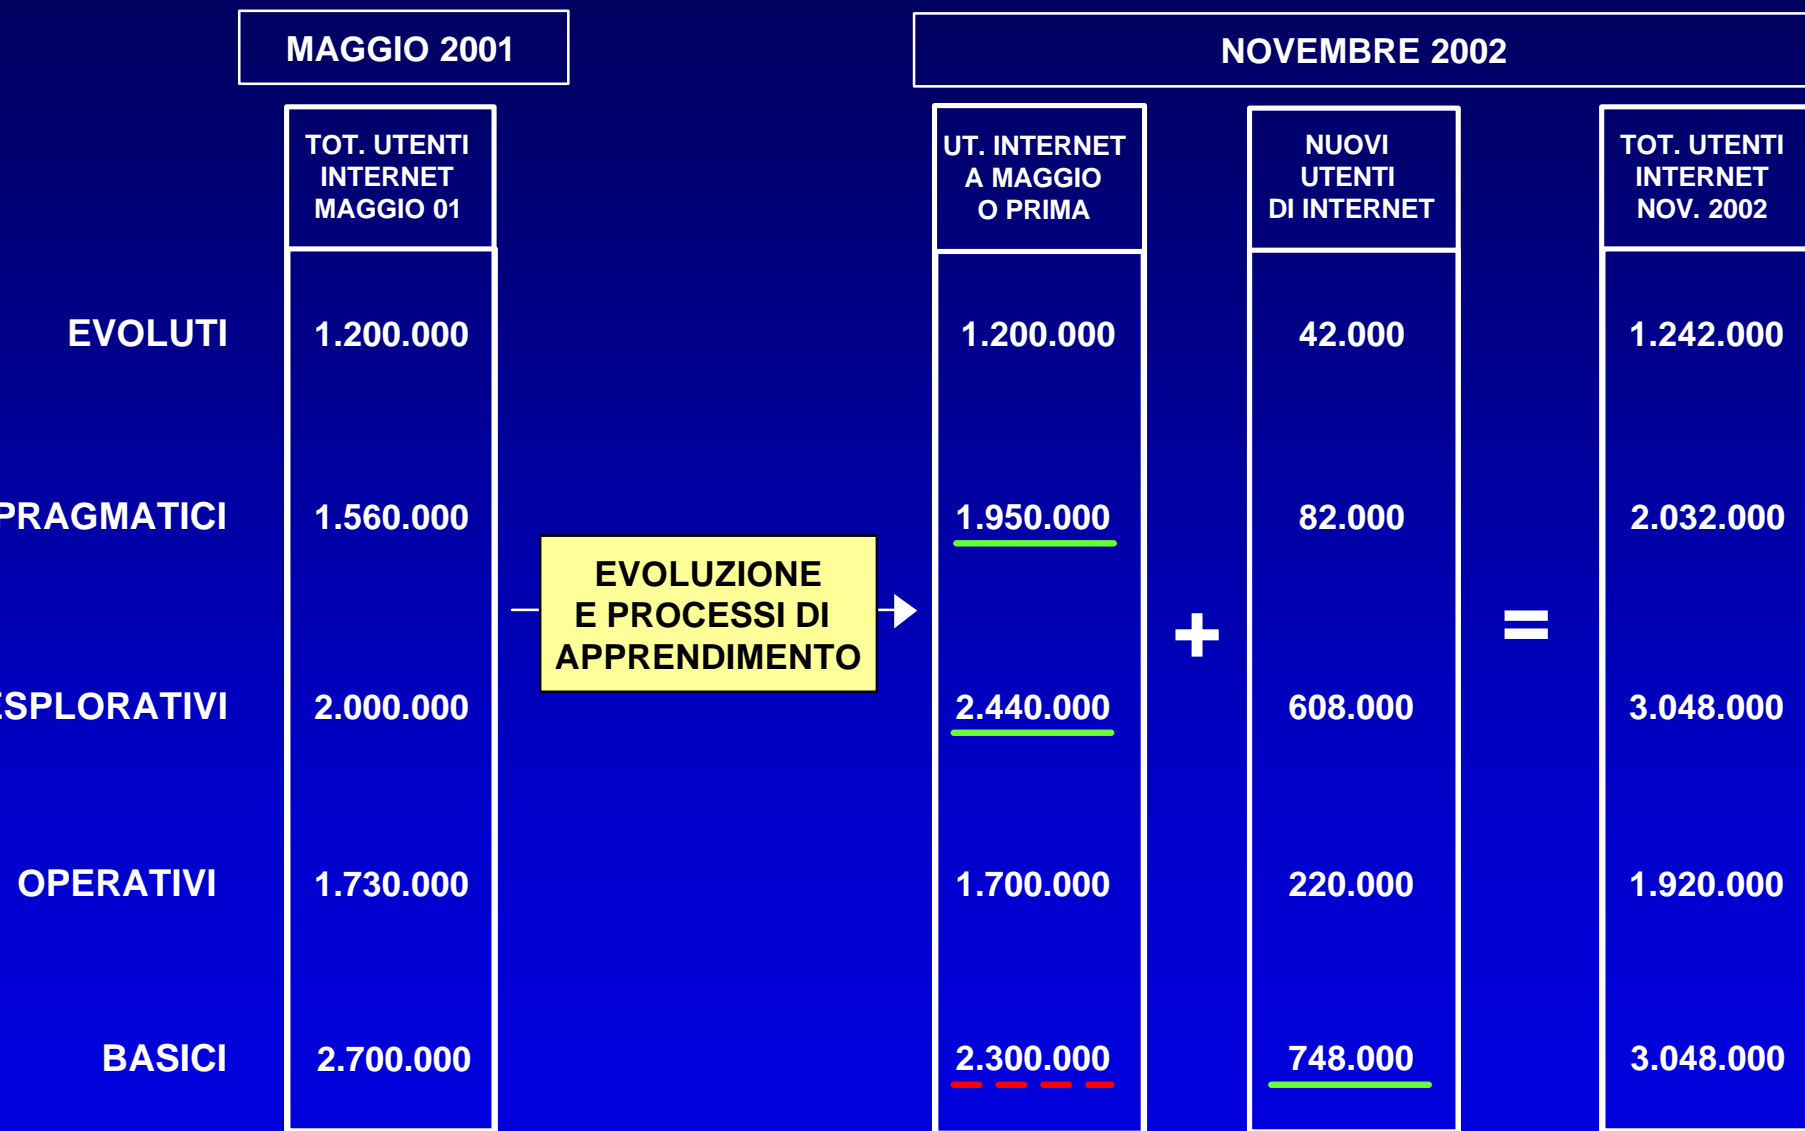 MAGGIO 2001
NOVEMBRE 2002
TOT. UTENTI
INTERNET
MAGGIO 01
UT. INTERNET
A MAGGIO
O PRIMA
NUOVI
UTENTI
DI INTERNET
TOT. UTENTI
INTERNET
NOV. 2002
EVOLUTI 1.200.000 1.200.000 42.000 1.242.000
PRAGMATICI 1.560.000 1.950.000 82.000 2.032.000
EVOLUZIONE
E PROCESSI DI
APPRENDIMENTO
+ =
ESPLORATIVI 2.000.000 2.440.000 608.000 3.048.000
OPERATIVI 1.730.000 1.700.000 220.000 1.920.000
BASICI 2.700.000 2.300.000 748.000 3.048.000